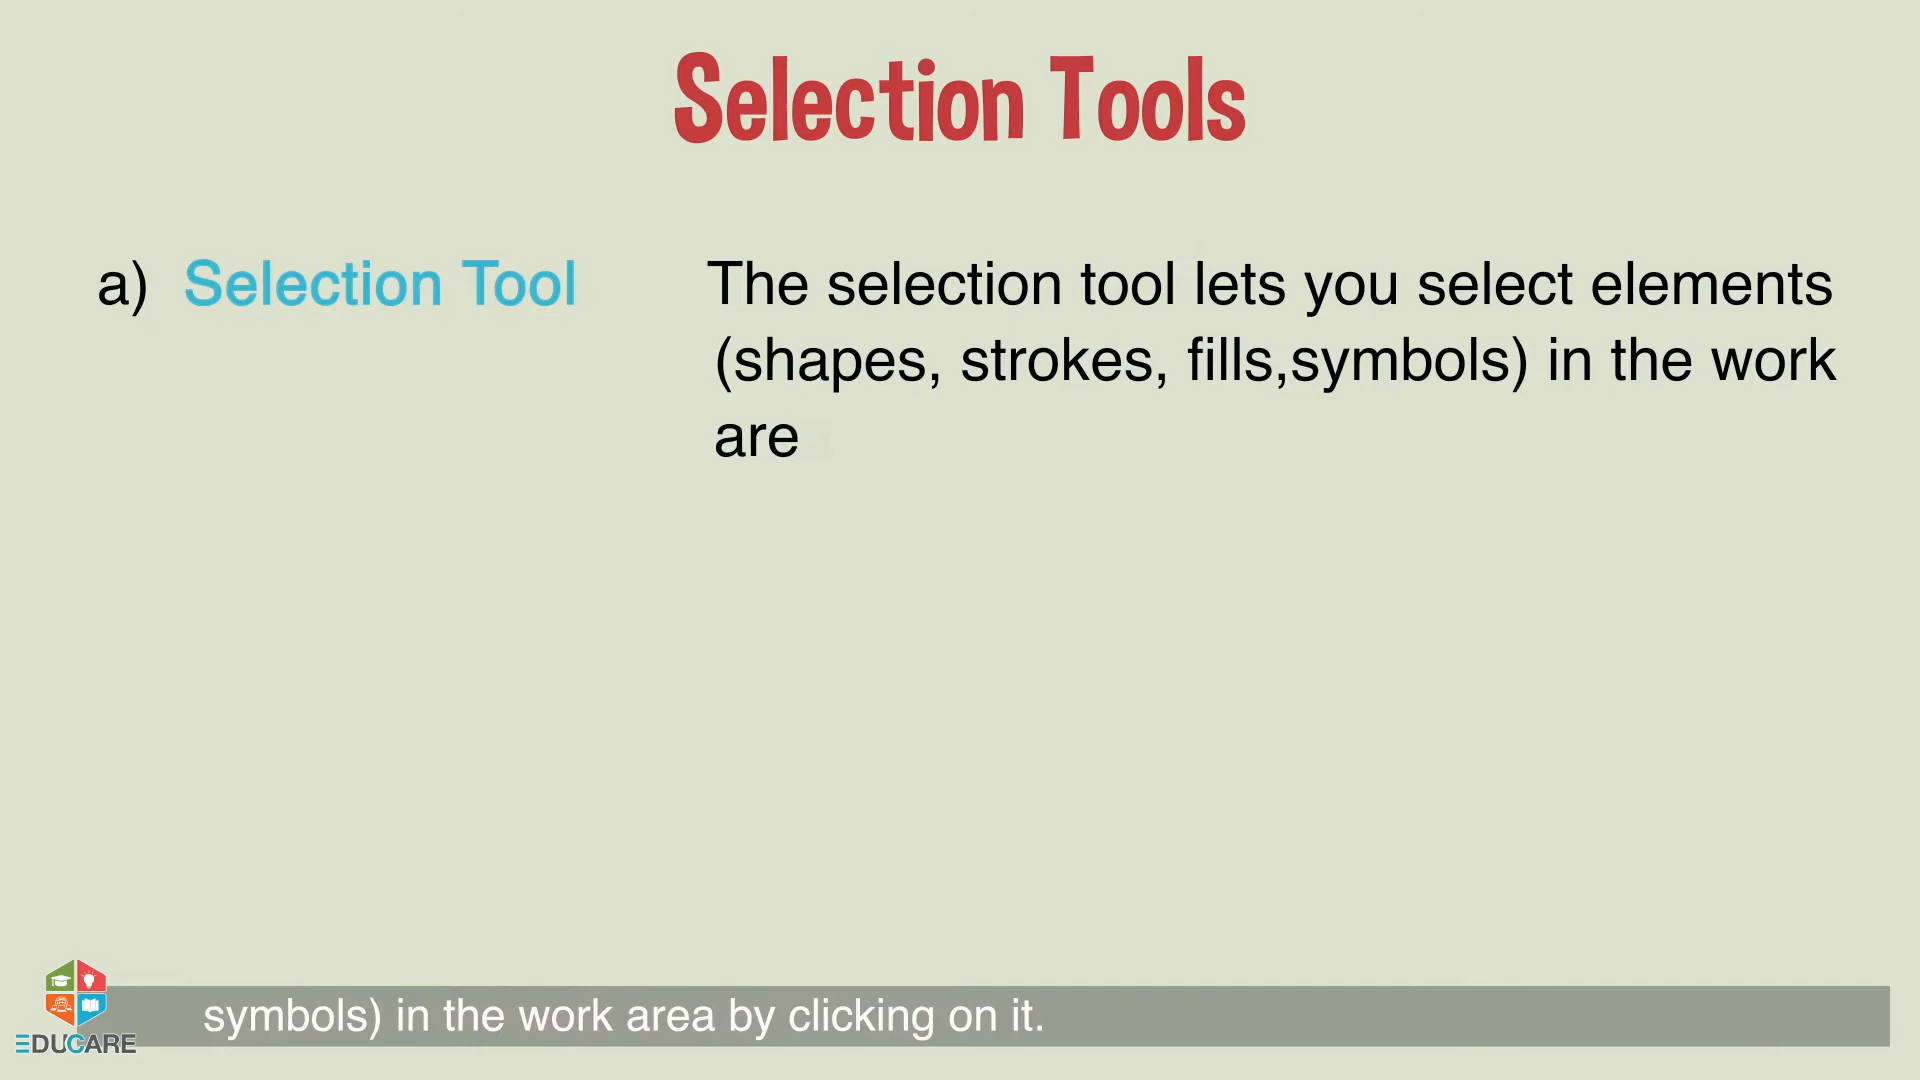 Selection Tools
a) Selection Tool The selection tool lets you select elements
(shapes, strokes, fills,symbols) in the work
are
symbols) in the work area by clicking on it.
EDUCARE